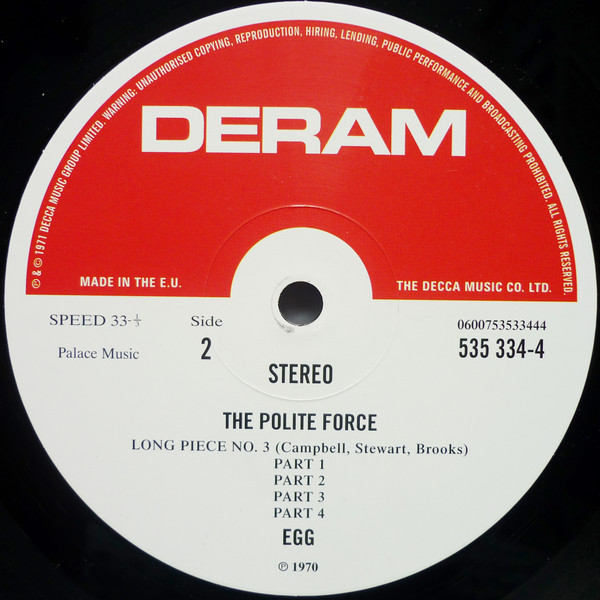 ℗ & © 1971 DECCA MUSIC GROUP LIMITED. WARNING: UNAUTHORISED COPYING, REPRODUCTION, HIRING, LENDING, PUBLIC PERFORMANCE AND BROADCASTING PROHIBITED. ALL RIGHTS RESERVED.
DERAM
MADE IN THE E.U.
THE DECCA MUSIC CO. LTD.
SPEED 33-⅓
Side
0600753533444
Palace Music
2
535 334-4
STEREO
THE POLITE FORCE
LONG PIECE NO. 3 (Campbell, Stewart, Brooks)
PART 1
PART 2
PART 3
PART 4
EGG
℗ 1970